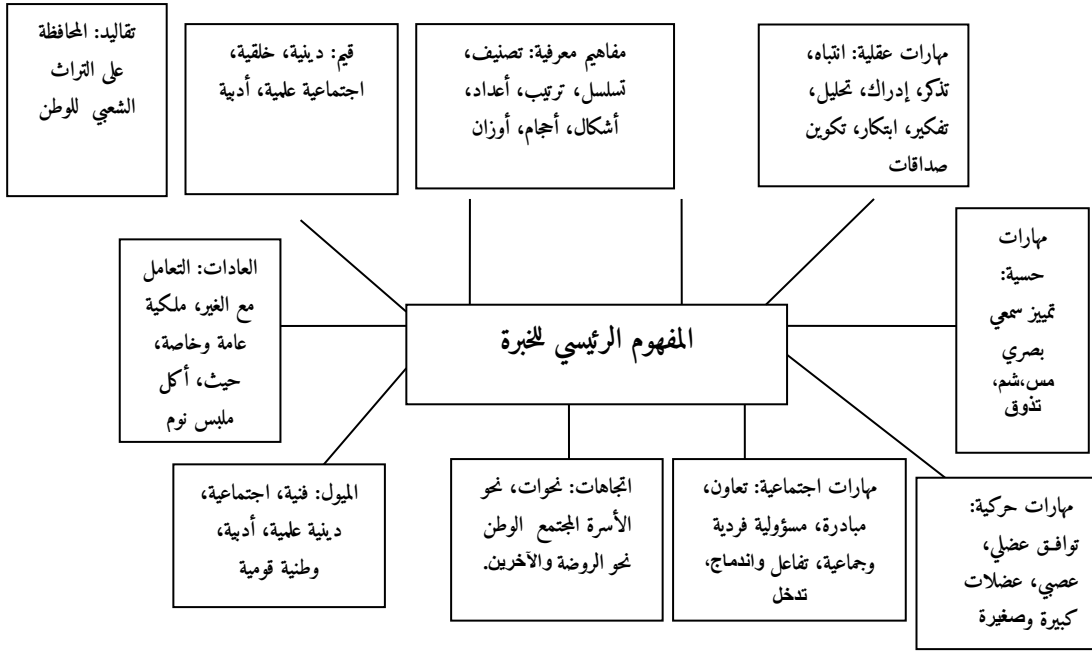 مهارات عقلية: انتباه،
تذكر، إدراك، تحليل،
تفكير، ابتكار، تكوين
صداقات
مفاهيم معرفية: تصنيف،
تسلسل، ترتيب، أعداد،
أشكال، أحجام، أوزان
قيم: دينية، خلقية،
اجتماعية علمية، أدبية
تقاليد: المحافظة
على التراث
الشعبي للوطن
مهارات
حسية:
تمييز سمعي
بصري
مس،شم،
تذوق
المفهوم الرئيسي للخبرة
العادات: التعامل
مع الغير، ملكية
عامة وخاصة،
حيث، أكل
ملبس نوم
مهارات حركية:
توافق عضلي،
عصبي، عضلات
كبيرة وصغيرة
مهارات اجتماعية: تعاون،
مبادرة، مسؤولية فردية
وجماعية، تفاعل واندماج،
تدخل
اتجاهات: نحوات، نحو
الأسرة المجتمع الوطن
نحو الروضة والآخرين.
الميول: فنية، اجتماعية،
دينية علمية، أدبية،
وطنية قومية